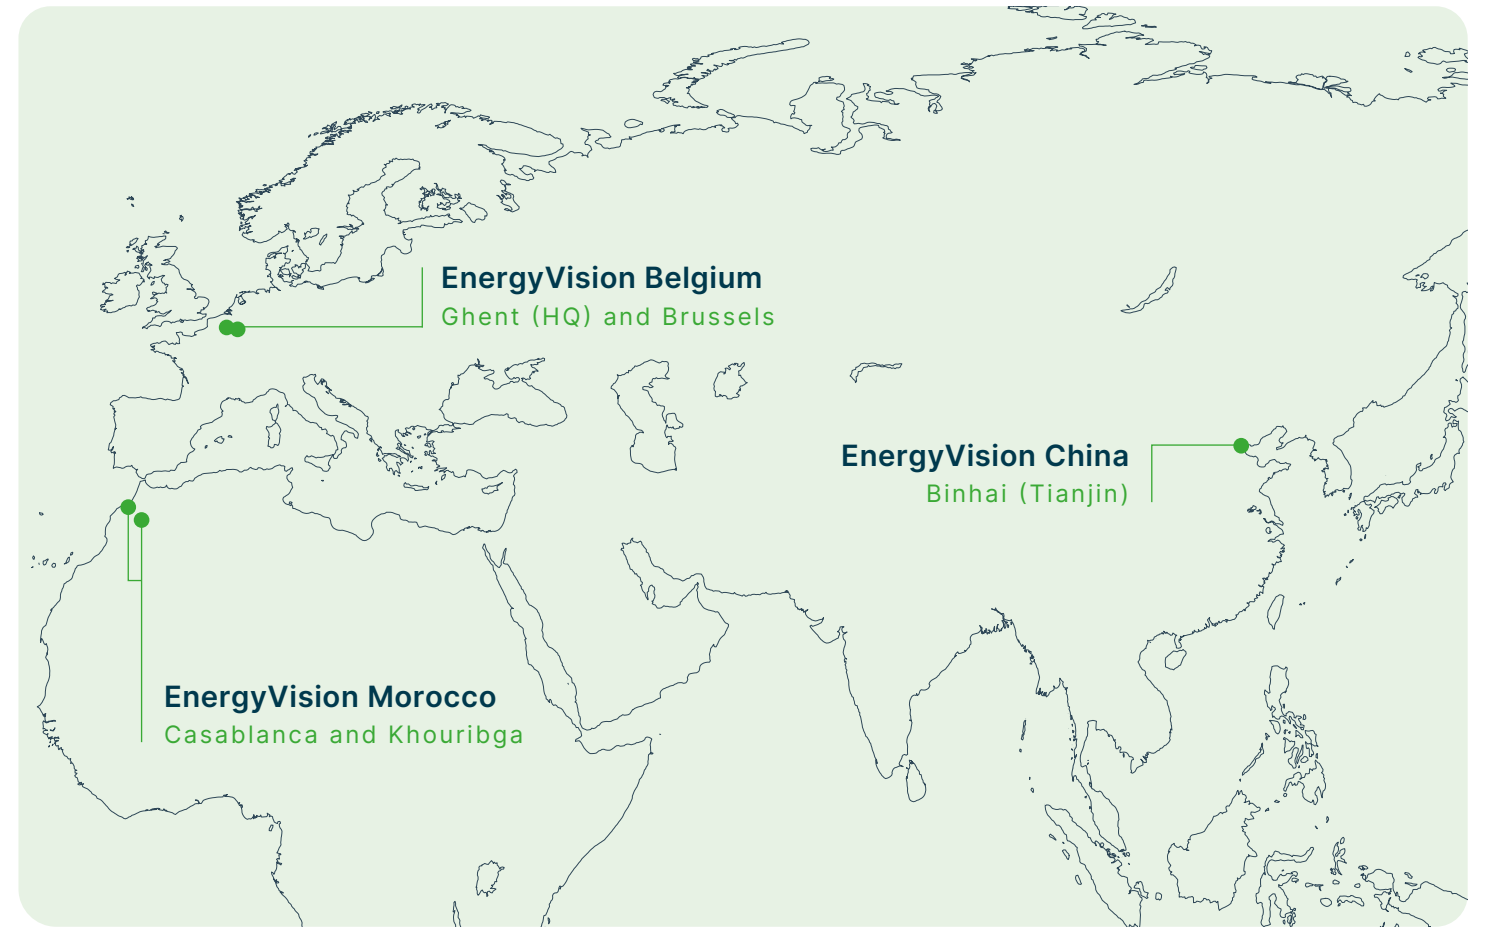 EnergyVision Belgium
Ghent (HQ) and Brussels
EnergyVision China
Binhai (Tianjin)
EnergyVision Morocco
Casablanca and Khouribga